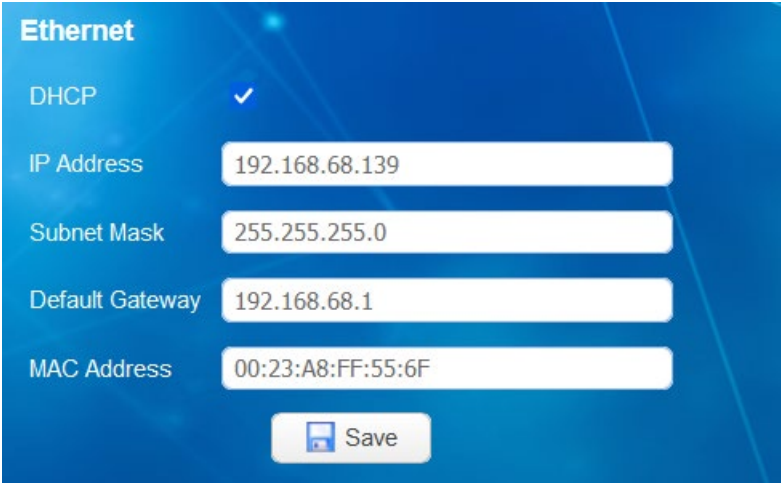 Ethernet
DHCP
IP Address 192.168.68.139
Subnet Mask 255.255.255.0
Default Gateway 192.168.68.1
MAC Address 00:23:A8:FF:55:6F
Save